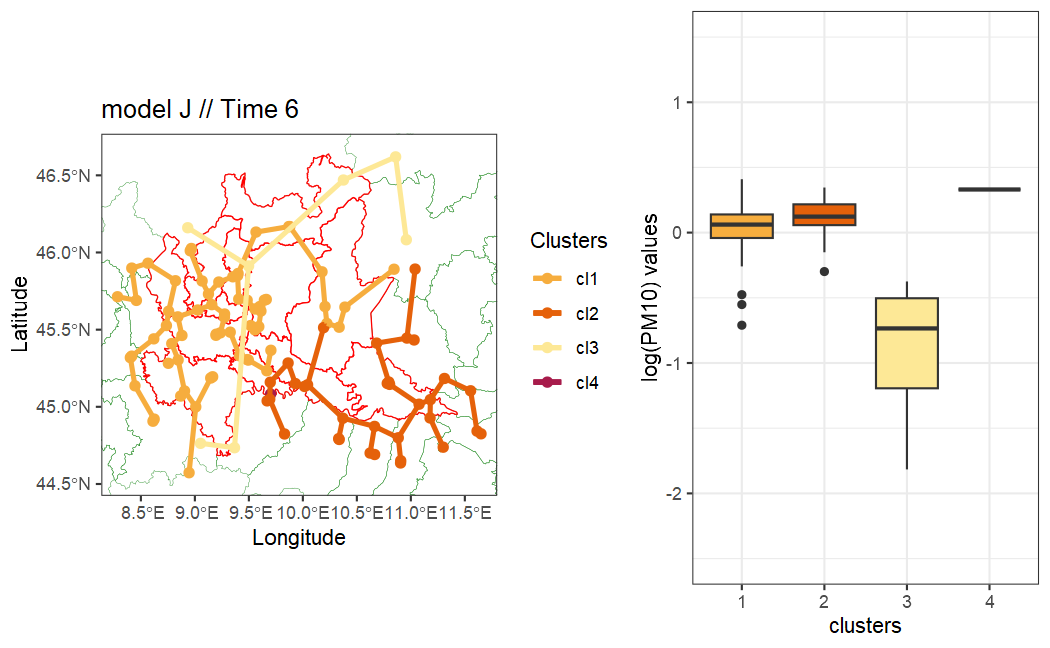 model J // Time 6
Latitude
46.5°N
46.0°N
45.5°N
45.0°N
44.5°N
8.5°E 9.0°E 9.5°E 10.0°E 10.5°E 11.0°E 11.5°E
Longitude
Clusters
cl1
cl2
cl3
cl4
log(PM10) values
1
0
-1
-2
1 2 3 4
clusters